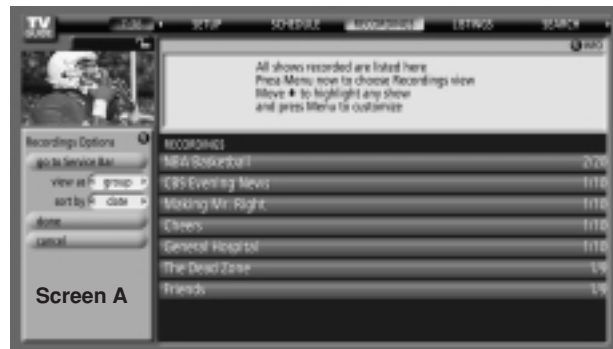 TV
GUIDE
SETUP SCHEDULE RECORDINGS LISTINGS SEARCH
INFO
All shows recorded are listed here
Press Menu now to choose Recordings view
Move to highlight any show
and press Menu to customize
Recordings Options
go to Service Bar
view as group
sort by date
done
cancel
Screen A
RECORDINGS
NBA Basketball 2/20
CBS Evening News 1/10
Making Mr. Right 1/10
Cheers 1/10
General Hospital 1/10
The Dead Zone 1/9
Friends 1/9